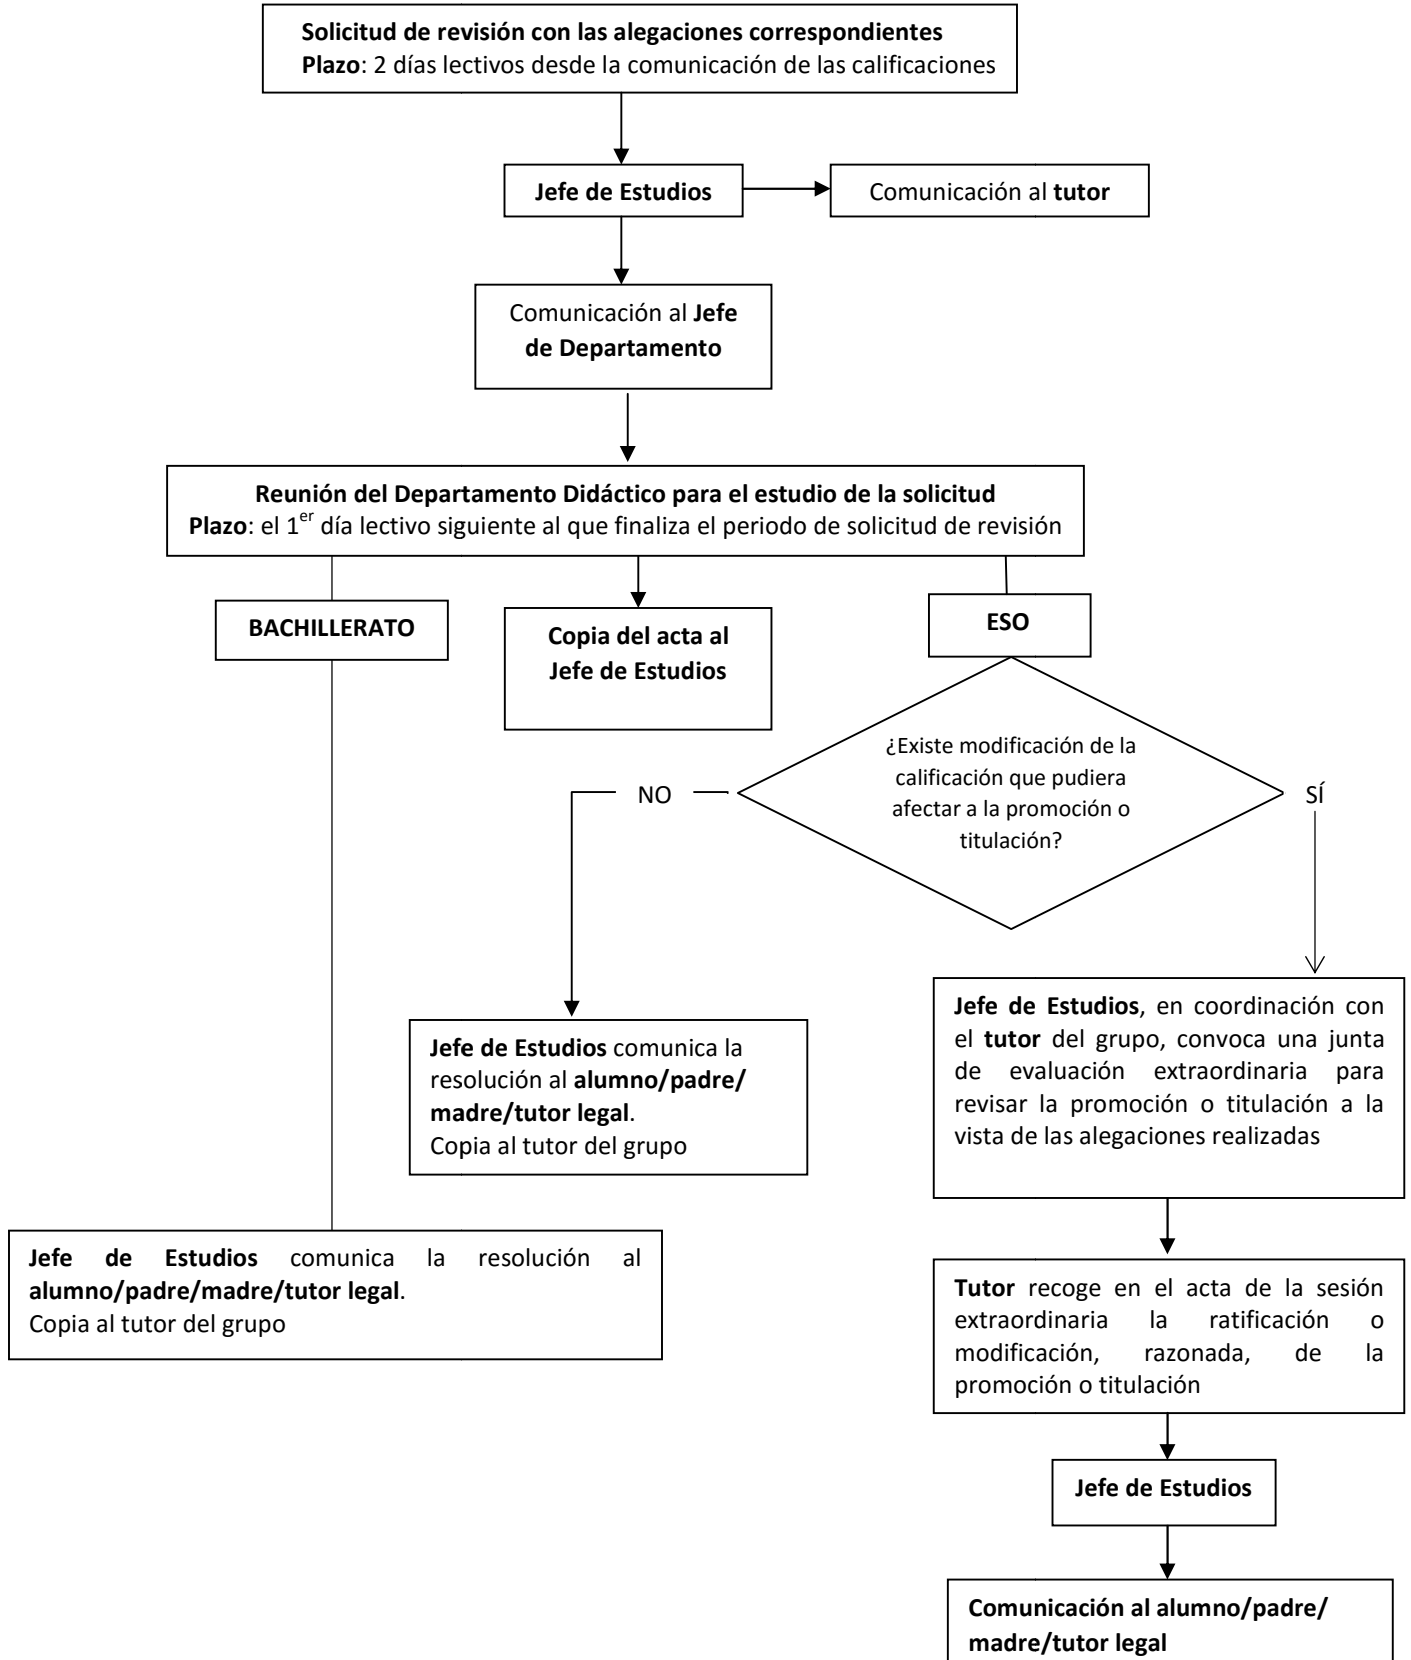 Solicitud de revisión con las alegaciones correspondientes
Plazo: 2 días lectivos desde la comunicación de las calificaciones
Jefe de Estudios
Comunicación al tutor
Comunicación al Jefe
de Departamento
Reunión del Departamento Didáctico para el estudio de la solicitud
Plazo: el 1er día lectivo siguiente al que finaliza el periodo de solicitud de revisión
BACHILLERATO
Copia del acta al
Jefe de Estudios
ESO
¿Existe modificación de la
calificación que pudiera
afectar a la promoción o
titulación?
NO
SÍ
Jefe de Estudios comunica la
resolución al alumno/padre/
madre/tutor legal.
Copia al tutor del grupo
Jefe de Estudios, en coordinación con
el tutor del grupo, convoca una junta
de evaluación extraordinaria para
revisar la promoción o titulación a la
vista de las alegaciones realizadas
Jefe de Estudios comunica la resolución al
alumno/padre/madre/tutor legal.
Copia al tutor del grupo
Tutor recoge en el acta de la sesión
extraordinaria la ratificación o
modificación, razonada, de la
promoción o titulación
Jefe de Estudios
Comunicación al alumno/padre/
madre/tutor legal